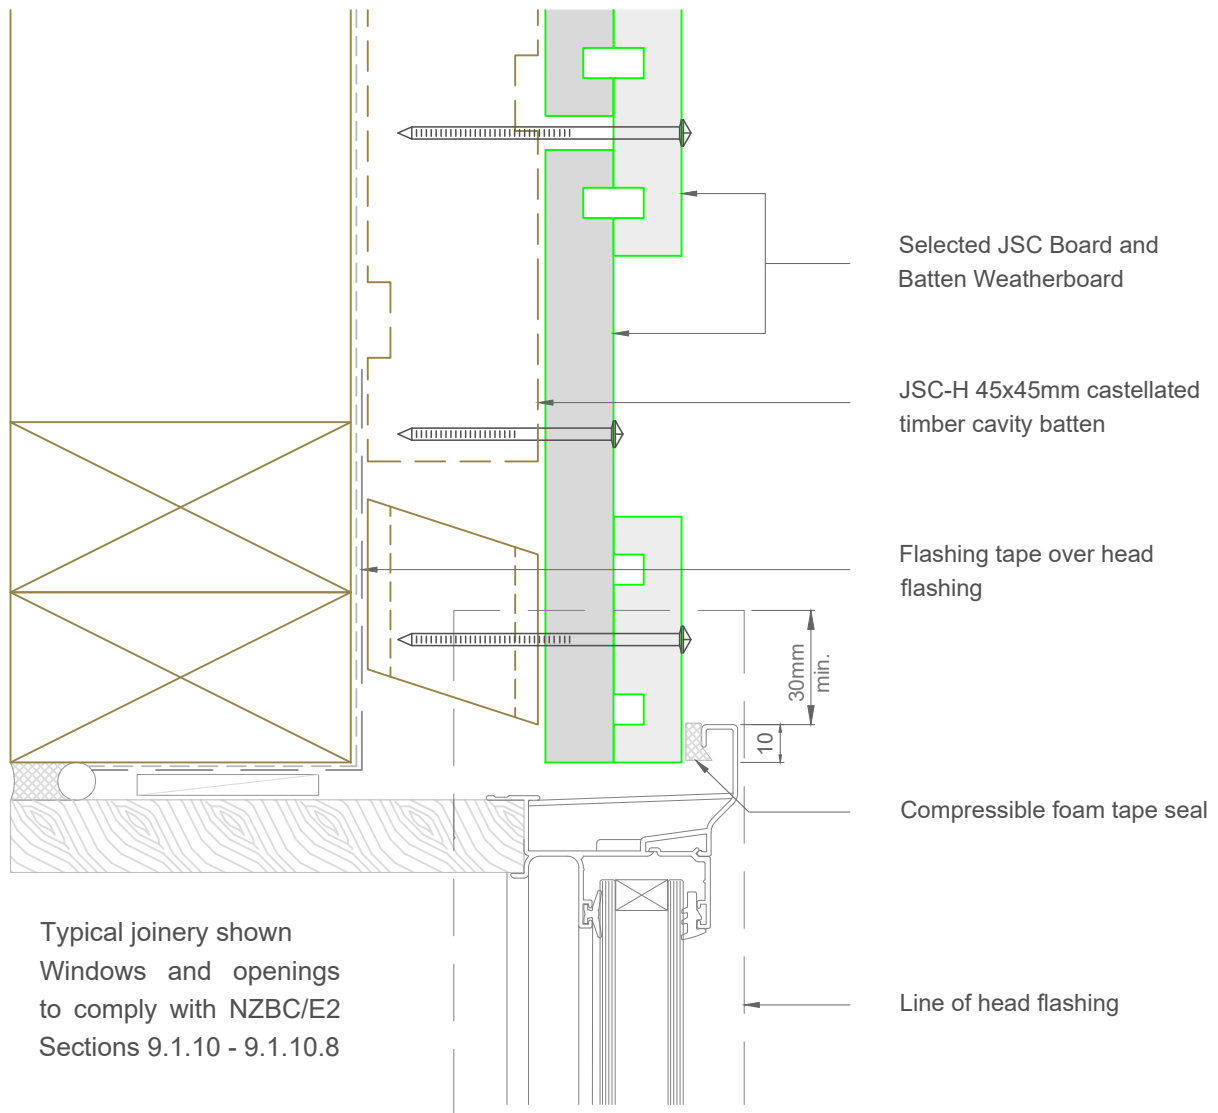 Selected JSC Board and
Batten Weatherboard
JSC-H 45x45mm castellated
timber cavity batten
Flashing tape over head
flashing
30mm
min.
10
Compressible foam tape seal
Typical joinery shown
Windows and openings
to comply with NZBC/E2
Sections 9.1.10 - 9.1.10.8
Line of head flashing